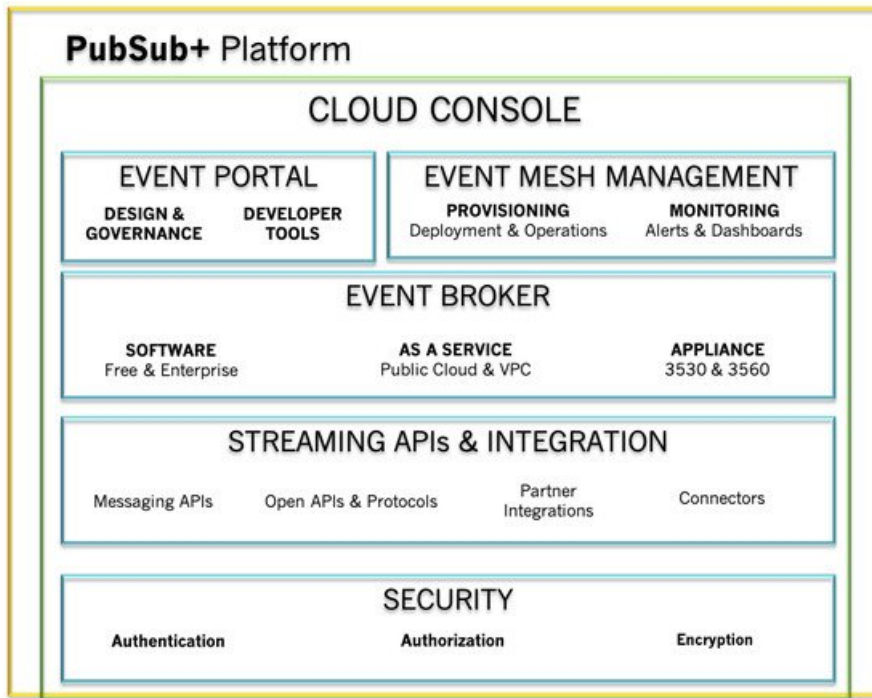 PubSub+ Platform
CLOUD CONSOLE
EVENT PORTAL
DESIGN &
GOVERNANCE
DEVELOPER
TOOLS
EVENT MESH MANAGEMENT
PROVISIONING
Deployment & Operations
MONITORING
Alerts & Dashboards
EVENT BROKER
SOFTWARE
Free & Enterprise
AS A SERVICE
Public Cloud & VPC
APPLIANCE
3530 & 3560
STREAMING APIs & INTEGRATION
Messaging APIs
Open APIs & Protocols
Partner
Integrations
Connectors
SECURITY
Authentication
Authorization
Encryption